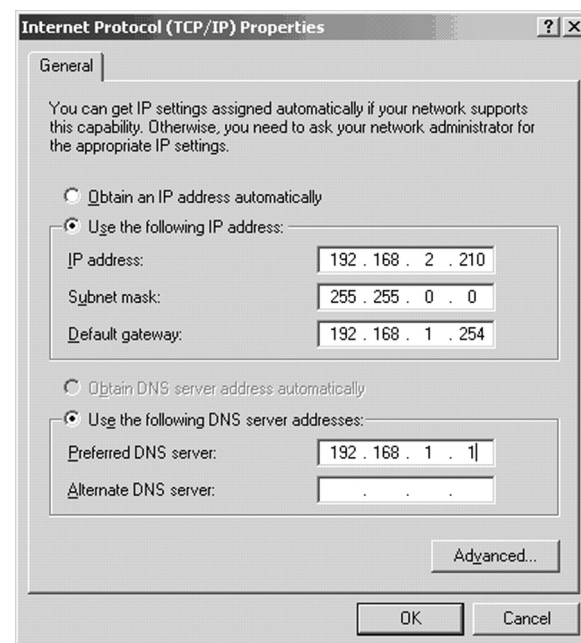 Internet Protocol (TCP/IP) Properties
? X
General
You can get IP settings assigned automatically if your network supports
this capability. Otherwise, you need to ask your network administrator for
the appropriate IP settings.
Obtain an IP address automatically
Use the following IP address:
IP address: 192 . 168 . 2 . 210
Subnet mask: 255 . 255 . 0 . 0
Default gateway: 192 . 168 . 1 . 254
Obtain DNS server address automatically
Use the following DNS server addresses:
Preferred DNS server: 192 . 168 . 1 . 1
Alternate DNS server: . . .
Advanced...
OK Cancel